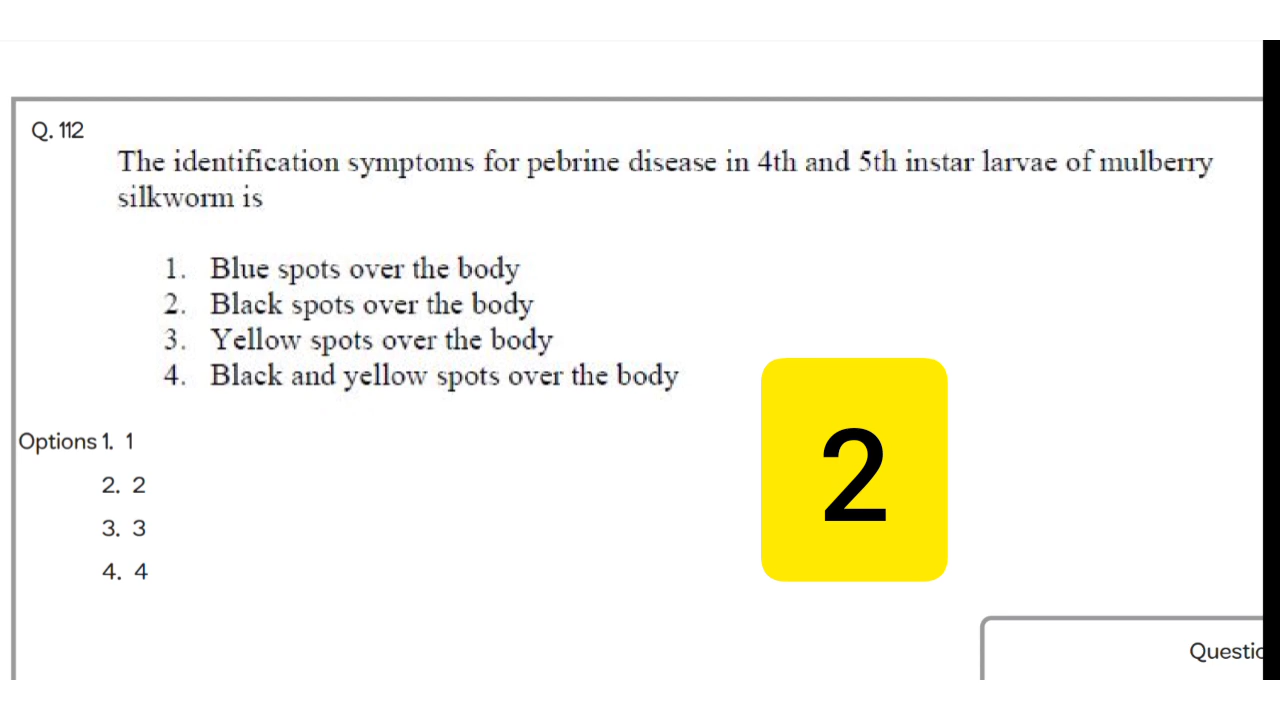 Q. 112
The identification symptoms for pebrine disease in 4th and 5th instar larvae of mulberry
silkworm is
1. Blue spots over the body
2. Black spots over the body
3. Yellow spots over the body
4. Black and yellow spots over the body
Options 1. 1
2. 2
3. 3
4. 4
2